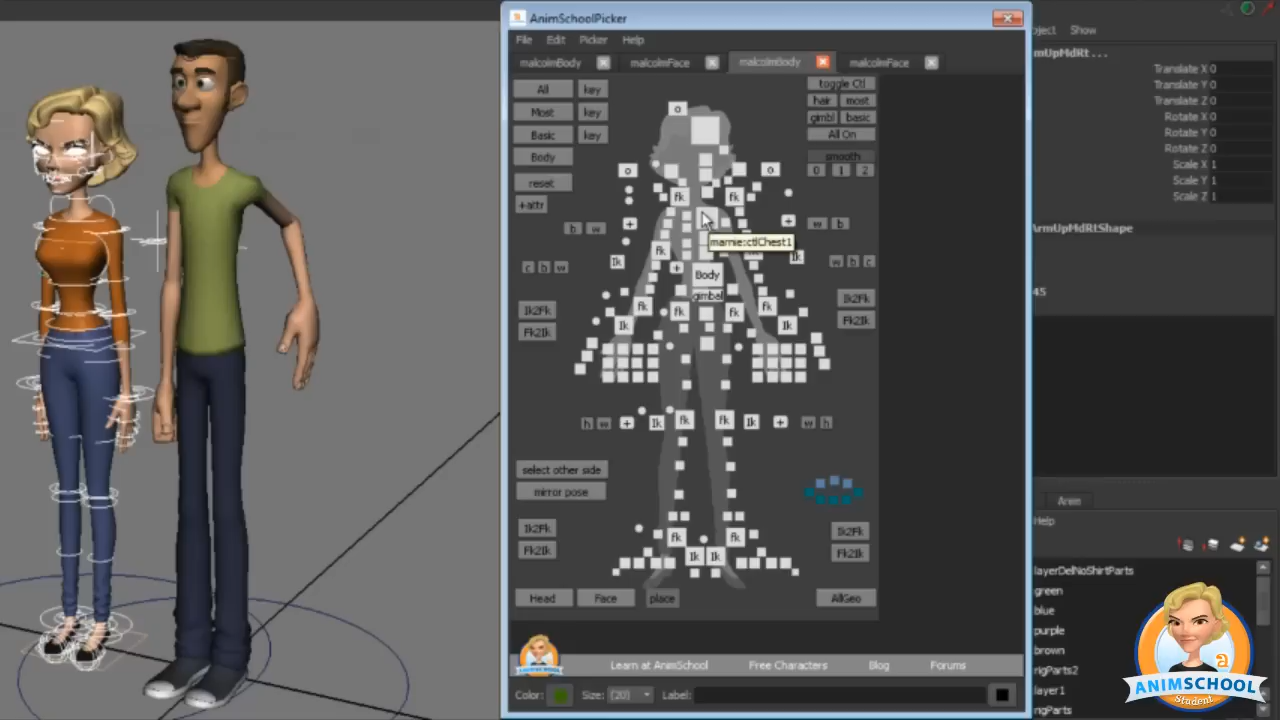 AnimSchoolPicker
File Edit Picker Help
malcolmBody malcolmFace malcolmBody malcolmFace
All key
Most key
Basic key
Body
reset
+attr
toggle Ctl
hair most
gimbl basic
All On
smooth
0 1 2
o
o o
fk fk
b w + + w b
marnie:ctlChest1
fk
c b w Ik + Ik w b c
Body
gimbal
Ik2Fk fk fk fk fk Ik2Fk
Fk2Ik Ik Ik Fk2Ik
h w + Ik fk fk Ik + w h
select other side
mirror pose
Ik2Fk fk fk Ik2Fk
Fk2Ik Ik Ik Fk2Ik
Head Face place AllGeo
Learn at AnimSchool Free Characters Blog Forums
Color: Size: (20) Label:
ject Show
mUpMdRt...
Translate X 0
Translate Y 0
Translate Z 0
Rotate X 0
Rotate Y 0
Rotate Z 0
Scale X 1
Scale Y 1
Scale Z 1
ArmUpMdRtShape
45
Anim
Help
layerDelNoShirtParts
green
blue
purple
brown
rigParts2
layer1
rigParts
a
ANIMSCHOOL
Student